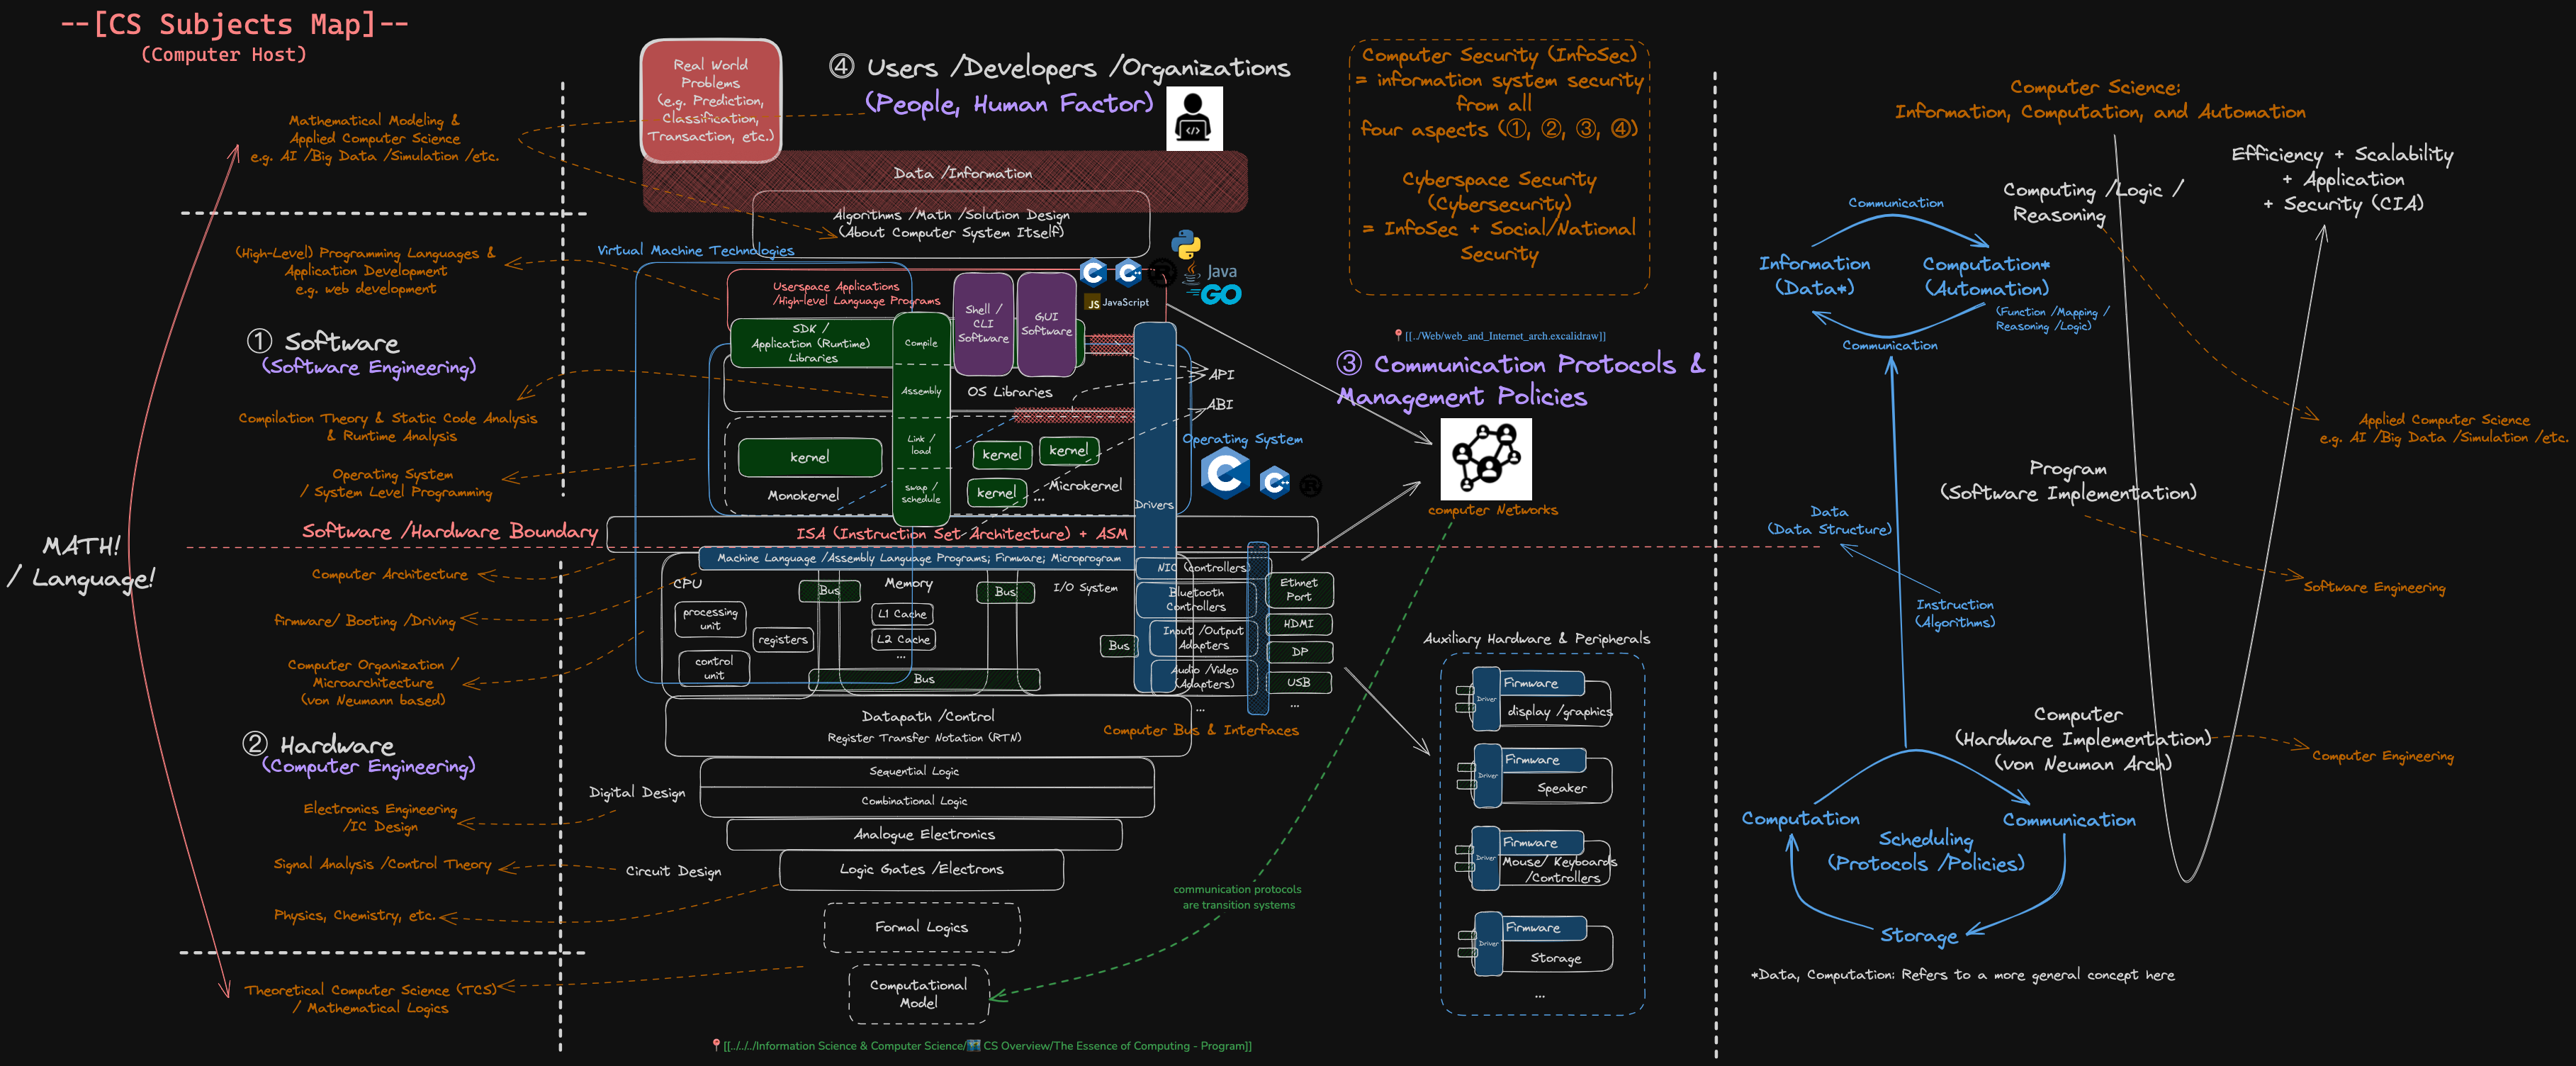 --[CS Subjects Map]--
(Computer Host)
Mathematical Modeling &
Applied Computer Science
e.g. AI /Big Data /Simulation /etc.
(High-Level) Programming Languages &
Application Development
e.g. web development
① Software
(Software Engineering)
Compilation Theory & Static Code Analysis
& Runtime Analysis
Operating System
/ System Level Programming
Software /Hardware Boundary
MATH!
/ Language!
Computer Architecture
firmware/ Booting /Driving
Computer Organization /
Microarchitecture
(von Neumann based)
② Hardware
(Computer Engineering)
Electronics Engineering
/IC Design
Signal Analysis /Control Theory
Physics, Chemistry, etc.
Theoretical Computer Science (TCS)
/ Mathematical Logics
Real World
Problems
(e.g. Prediction,
Classification,
Transaction, etc.)
④ Users /Developers /Organizations
(People, Human Factor)
Data /Information
Algorithms /Math /Solution Design
(About Computer System Itself)
Virtual Machine Technologies
Userspace Applications
/High-level Language Programs
SDK /
Application (Runtime)
Libraries
Compile
Assembly
Link /
load
swap /
schedule
Shell /
CLI
Software
GUI
Software
C
C++
R
Java
JS JavaScript
GO
OS Libraries
API
ABI
kernel
Monokernel
kernel
kernel
kernel
...
Microkernel
Drivers
Operating System
C
C++
R
ISA (Instruction Set Architecture) + ASM
Machine Language /Assembly Language Programs; Firmware; Microprogram
CPU
processing
unit
registers
control
unit
Bus
Memory
L1 Cache
L2 Cache
...
Bus
I/O System
Bus
Bus
NIC (controllers)
Bluetooth
Controllers
Input /Output
Adapters
Audio /Video
(Adapters)
...
Ethnet
Port
HDMI
DP
USB
...
Computer Bus & Interfaces
Datapath /Control
Register Transfer Notation (RTN)
Digital Design
Sequential Logic
Combinational Logic
Analogue Electronics
Circuit Design
Logic Gates /Electrons
Formal Logics
Computational
Model
communication protocols
are transition systems
[[../../../Information Science & Computer Science/ CS Overview/The Essence of Computing - Program]]
Computer Security (InfoSec)
= information system security
from all
four aspects (①, ②, ③, ④)
Cyberspace Security
(Cybersecurity)
= InfoSec + Social/National
Security
[[../Web/web_and_Internet_arch.excalidraw]]
③ Communication Protocols &
Management Policies
computer Networks
Auxiliary Hardware & Peripherals
Firmware
Driver
display /graphics
Firmware
Driver
Speaker
Firmware
Driver
Mouse/ Keyboards
/Controllers
Firmware
Driver
Storage
...
Computer Science:
Information, Computation, and Automation
Efficiency + Scalability
+ Application
+ Security (CIA)
Computing /Logic /
Reasoning
Communication
Information
(Data*)
Computation*
(Automation)
(Function /Mapping /
Reasoning /Logic)
Communication
Applied Computer Science
e.g. AI /Big Data /Simulation /etc.
Program
(Software Implementation)
Data
(Data Structure)
Instruction
(Algorithms)
Software Engineering
Computer
(Hardware Implementation)
(von Neuman Arch)
Computer Engineering
Computation
Communication
Scheduling
(Protocols /Policies)
Storage
*Data, Computation: Refers to a more general concept here